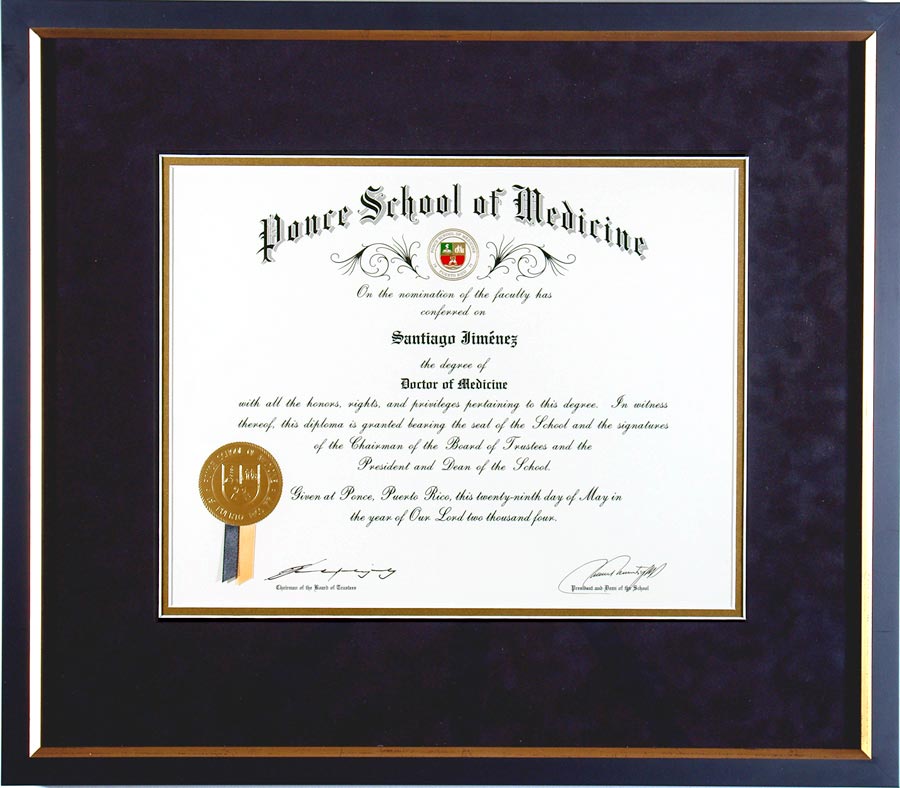 Ponce School of Medicine
On the nomination of the faculty has
conferred on
Santiago Jiménez
the degree of
Doctor of Medicine
with all the honors, rights, and privileges pertaining to this degree. In witness
thereof, this diploma is granted bearing the seal of the School and the signatures
of the Chairman of the Board of Trustees and the
President and Dean of the School.
Given at Ponce, Puerto Rico, this twenty-ninth day of May in
the year of Our Lord two thousand four.
Chairman of the Board of Trustees
President and Dean of the School